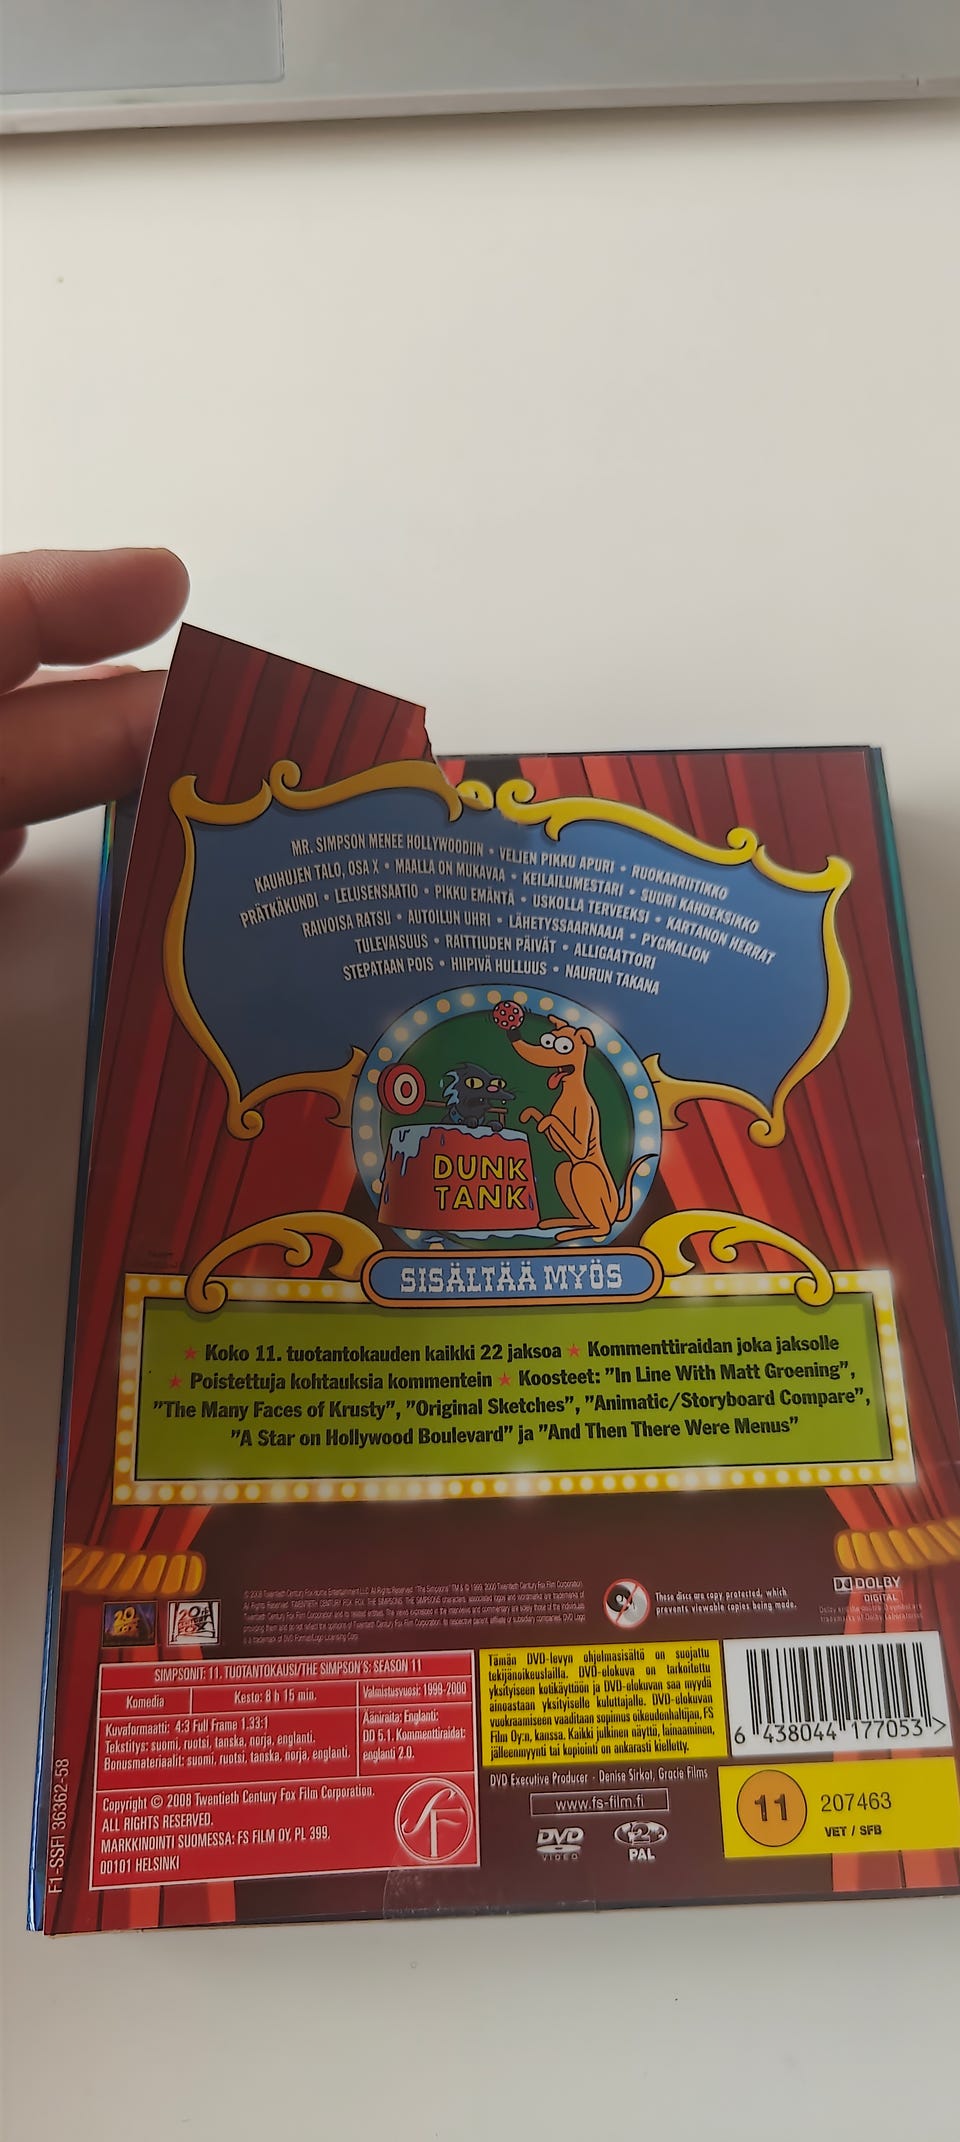 MR. SIMPSON MENEE HOLLYWOODIIN • VELJEN PIKKU APURI • RUOKAKRIITIKKO
KAUHUJEN TALO, OSA X • MAALLA ON MUKAVAA • KEILAILUMESTARI • SUURI KAHDEKSIKKO
PRÄTKÄKUNDI • LELUSENSAATIO • PIKKU EMÄNTÄ • USKOLLA TERVEEKSI • KARTANON HERRAT
RAIVOISA RATSU • AUTOILUN UHRI • LÄHETYSSAARNAAJA • PYGMALION
TULEVAISUUS • RAITTIUDEN PÄIVÄT • ALLIGAATTORI
STEPATAAN POIS • HIIPIVÄ HULLUUS • NAURUN TAKANA
DUNK
TANK
SISÄLTÄÄ MYÖS
★ Koko 11. tuotantokauden kaikki 22 jaksoa ★ Kommenttiraidan joka jaksolle
★ Poistettuja kohtauksia kommentein ★ Koosteet: ”In Line With Matt Groening”,
”The Many Faces of Krusty”, ”Original Sketches”, ”Animatic/Storyboard Compare”,
”A Star on Hollywood Boulevard” ja ”And Then There Were Menus”
These discs are copy protected, which
prevents viewable copies being made.
DOLBY
DIGITAL
SIMPSONIT: 11. TUOTANTOKAUSI/THE SIMPSON'S: SEASON 11
Komedia
Kesto: 8 h 15 min.
Valmistusvuosi: 1999-2000
Kuvaformaatti: 4:3 Full Frame 1.33:1
Tekstitys: suomi, ruotsi, tanska, norja, englanti.
Bonusmateriaalit: suomi, ruotsi, tanska, norja, englanti.
Ääniraita: Englanti:
DD 5.1. Kommenttiraidat:
englanti 2.0.
Copyright © 2008 Twentieth Century Fox Film Corporation.
ALL RIGHTS RESERVED.
MARKKINOINTI SUOMESSA: FS FILM OY, PL 399,
00101 HELSINKI
Tämän DVD-levyn ohjelmasisältö on suojattu
tekijänoikeuslailla. DVD-elokuva on tarkoitettu
yksityiseen kotikäyttöön ja DVD-elokuvan saa myydä
ainoastaan yksityiselle kuluttajalle. DVD-elokuvan
vuokraamiseen vaaditaan sopimus oikeudenhaltijan, FS
Film Oy:n, kanssa. Kaikki julkinen näyttö, lainaaminen,
jälleenmyynti tai kopiointi on ankarasti kielletty.
DVD Executive Producer - Denise Sirkot, Gracie Films
www.fs-film.fi
DVD
VIDEO
2
PAL
6 438044 177053 >
11
207463
VET / SFB
F1-SSFI 36362-58